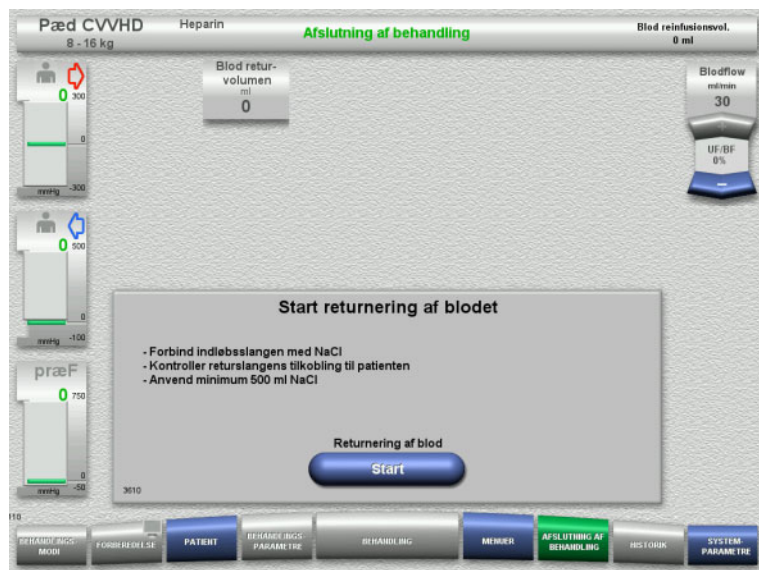 Pæd CVVHD
8 - 16 kg
Heparin
Afslutning af behandling
Blod reinfusionsvol.
0 ml
0
300
0
-300
mmHg
Blod retur-
volumen
ml
0
Blodflow
ml/min
30
+
UF/BF
0%
-
0
500
0
-100
mmHg
præF
0
750
0
-50
mmHg
Start returnering af blodet
- Forbind indløbsslangen med NaCl
- Kontroller returslangens tilkobling til patienten
- Anvend minimum 500 ml NaCl
Returnering af blod
Start
3610
BEHANDLINGS-
MODI
FORBEREDELSE
PATIENT
BEHANDLINGS-
PARAMETRE
BEHANDLING
MENUER
AFSLUTNING AF
BEHANDLING
HISTORIK
SYSTEM-
PARAMETRE